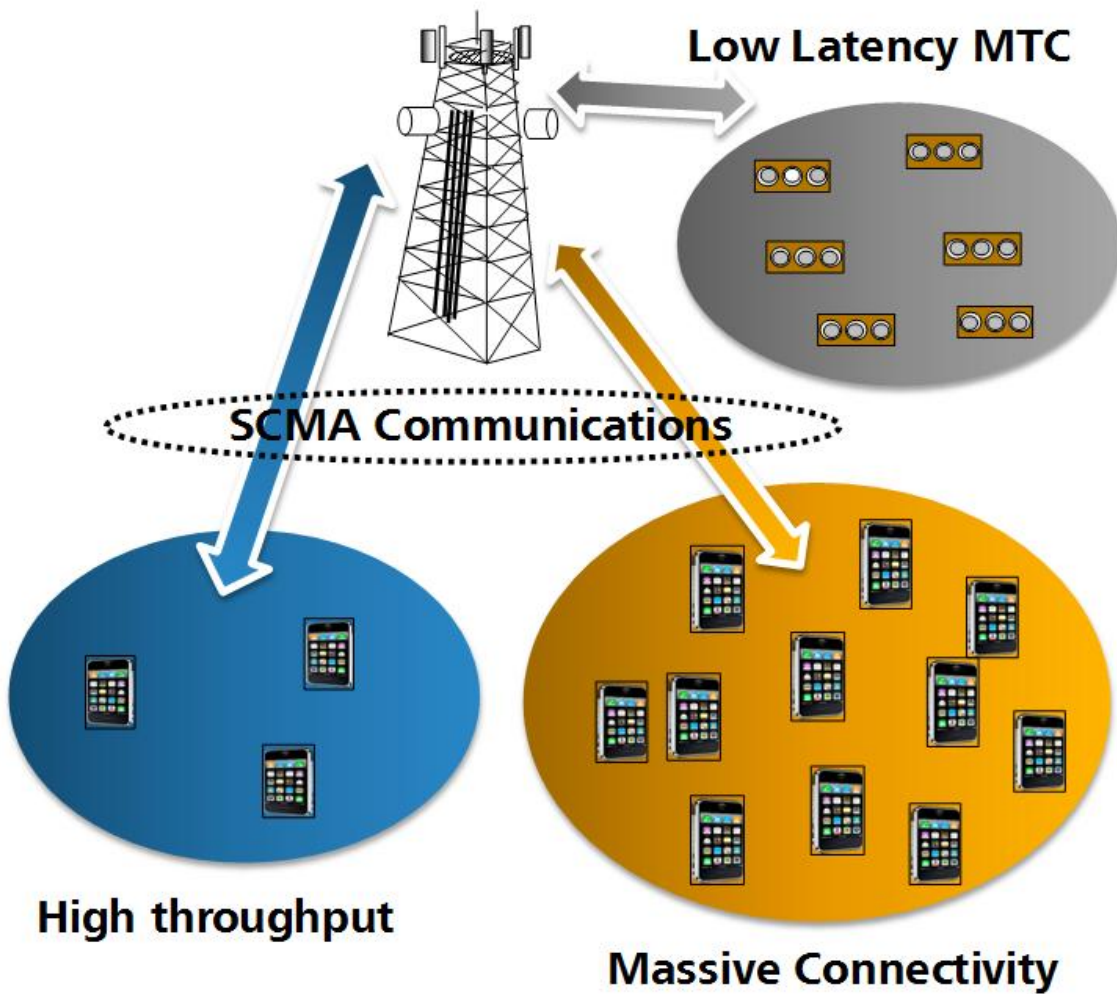 Low Latency MTC
SCMA Communications
High throughput
Massive Connectivity